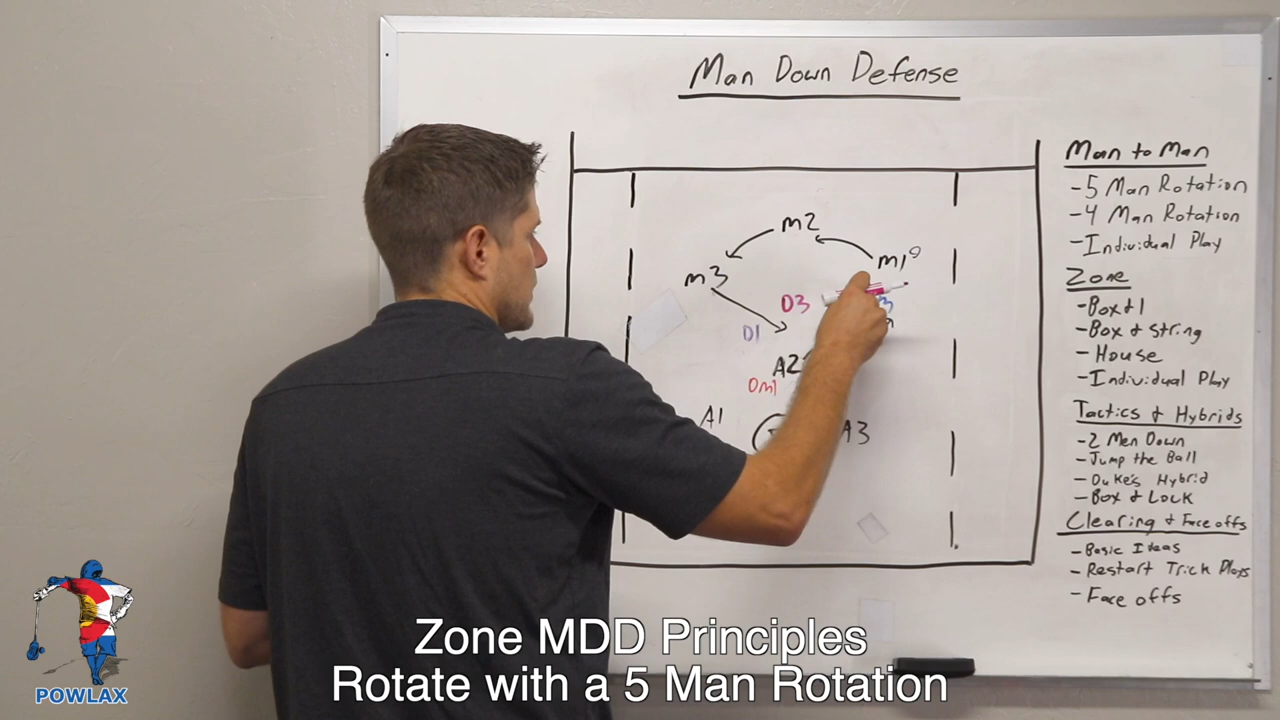 Man Down Defense
m2
m1
m3
D3
D1
A2
Dm1
A1
A3
Man to Man
-5 Man Rotation
-4 Man Rotation
-Individual Play
Zone
-Box & 1
-Box & String
-House
-Individual Play
Tactics & Hybrids
-2 Men Down
-Jump the Ball
-Duke's Hybrid
-Box & Lock
Clearing & Face offs
-Basic Ideas
-Restart Trick Plays
-Face offs
Zone MDD Principles
Rotate with a 5 Man Rotation
POWLAX